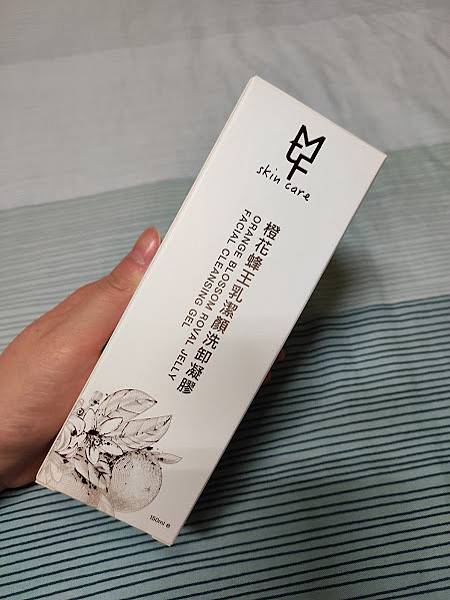 MTF
skin care
橙花蜂王乳潔顏洗卸凝膠
ORANGE BLOSSOM ROYAL JELLY
FACIAL CLEANSING GEL
150ml e